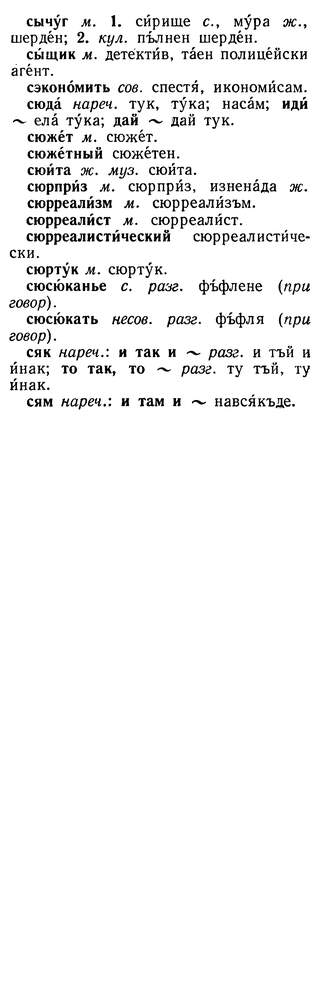 сычу́г м. 1. си́рище с., му́ра ж.,
шерде́н; 2. кул. пъ́лнен шерде́н.
сы́щик м. детекти́в, та́ен полице́йски
аге́нт.
сэконо́мить сов. спестя́, икономи́сам.
сюда́ нареч. тук, ту́ка; наса́м; иди́
~ ела́ ту́ка; дай ~ дай тук.
сюже́т м. сюже́т.
сюже́тный сюже́тен.
сюи́та ж. муз. сюи́та.
сюрпри́з м. сюрпри́з, изнена́да ж.
сюрреали́зм м. сюрреали́зъм.
сюрреали́ст м. сюрреали́ст.
сюрреалисти́ческий сюрреалисти́че-
ски.
сюрту́к м. сюрту́к.
сюсю́канье с. разг. фъ́флене (при
говор).
сюсю́кать несов. разг. фъ́фля (при
говор).
сяк нареч.: и так и ~ разг. и тъй и
и́нак; то так, то ~ разг. ту тъй, ту
и́нак.
сям нареч.: и там и ~ нався́къде.